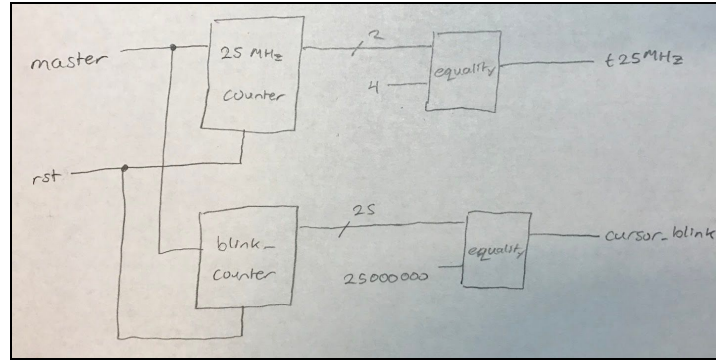 master
25 MHz
counter
2
4
equality
t25MHz
rst
blink_
counter
25
25000000
equality
cursor_blink